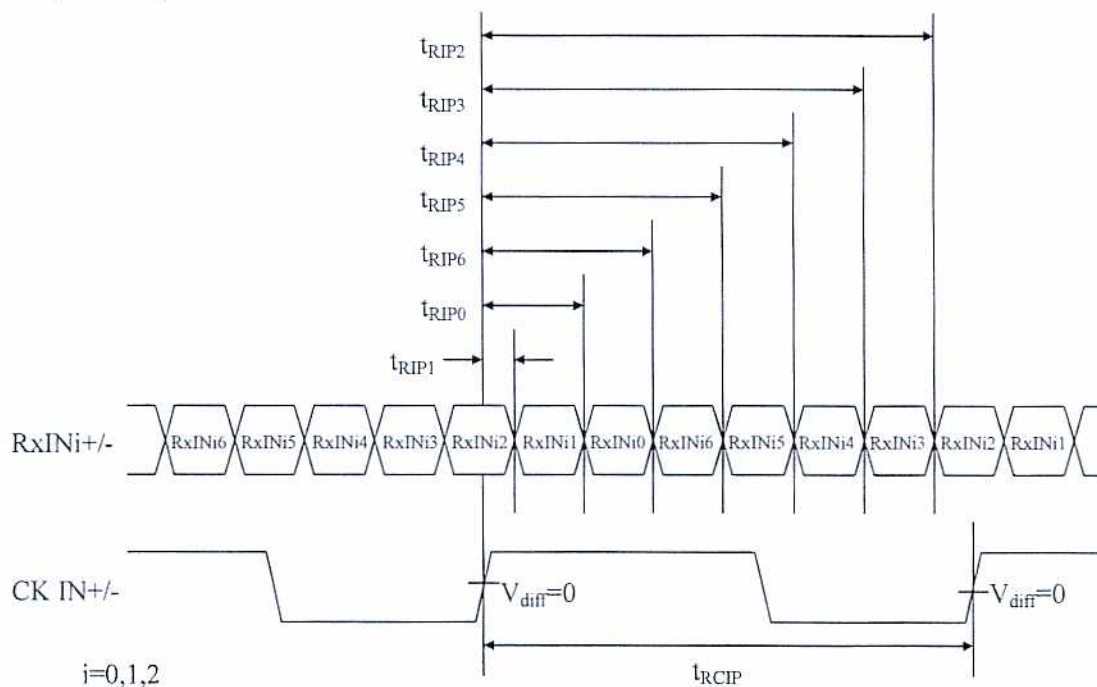 tRIP2
tRIP3
tRIP4
tRIP5
tRIP6
tRIP0
tRIP1
RxINi+/- RxINi6 RxINi5 RxINi4 RxINi3 RxINi2 RxINi1 RxINi0 RxINi6 RxINi5 RxINi4 RxINi3 RxINi2 RxINi1
CK IN+/- Vdiff=0 Vdiff=0
i=0,1,2 tRCIP